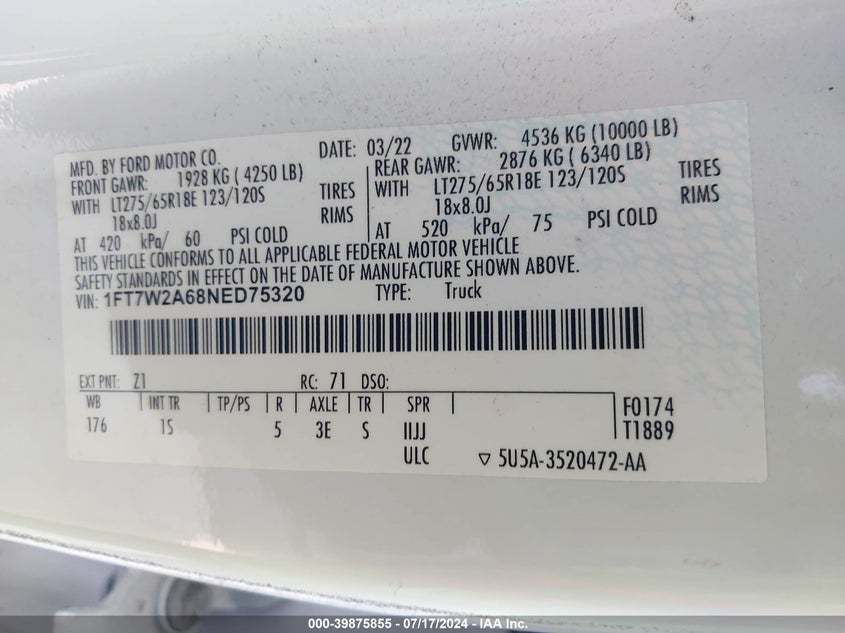 MFD. BY FORD MOTOR CO. DATE: 03/22 GVWR: 4536 KG (10000 LB)
FRONT GAWR: 1928 KG ( 4250 LB) REAR GAWR: 2876 KG ( 6340 LB)
WITH LT275/65R18E 123/120S TIRES WITH LT275/65R18E 123/120S TIRES
18x8.0J RIMS 18x8.0J RIMS
AT 420 kPa/ 60 PSI COLD AT 520 kPa/ 75 PSI COLD
THIS VEHICLE CONFORMS TO ALL APPLICABLE FEDERAL MOTOR VEHICLE
SAFETY STANDARDS IN EFFECT ON THE DATE OF MANUFACTURE SHOWN ABOVE.
VIN: 1FT7W2A68NED75320 TYPE: Truck
EXT PNT: Z1 RC: 71 DSO:
WB INT TR TP/PS R AXLE TR SPR F0174
176 1S 5 3E S IIJJ T1889
ULC ▽ 5U5A-3520472-AA
000-39875855 / 07/17/2024 - IAA Inc.